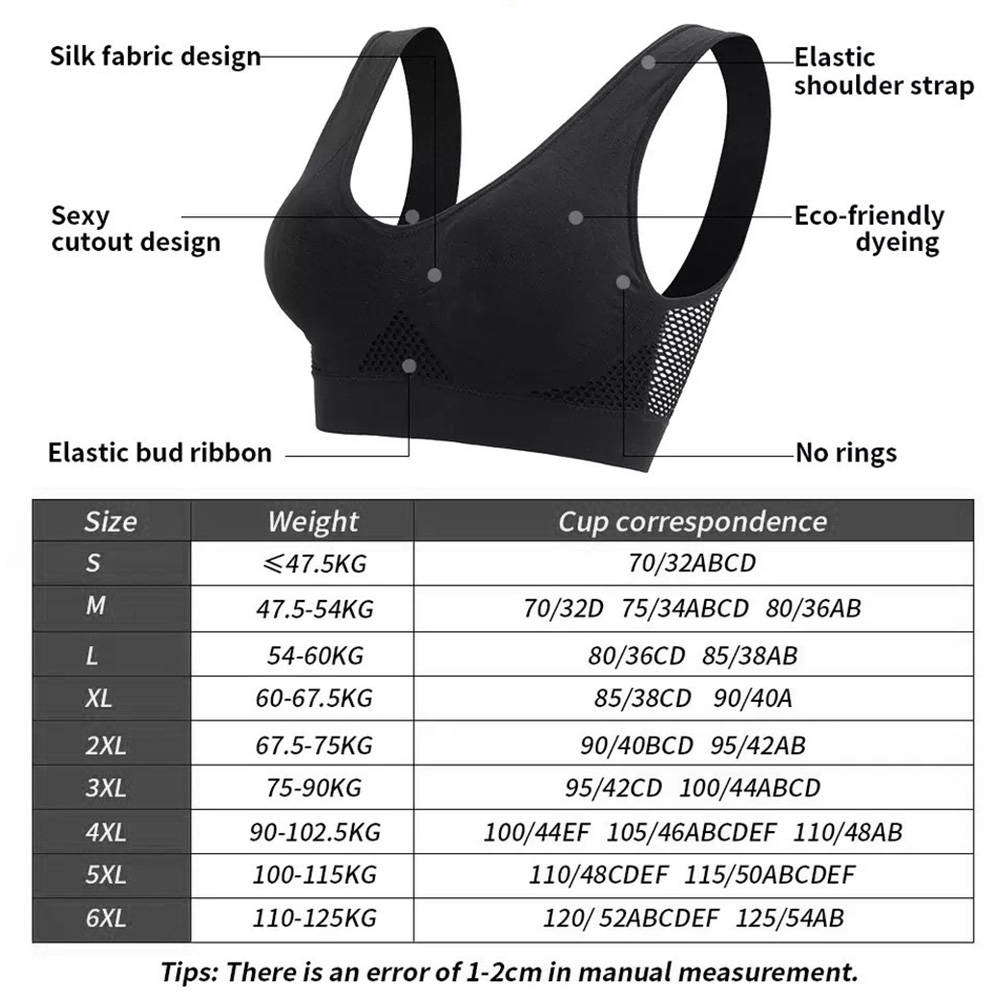 Silk fabric design
Elastic
shoulder strap
Sexy
cutout design
Eco-friendly
dyeing
Elastic bud ribbon
No rings
Size Weight Cup correspondence
S ⩽47.5KG 70/32ABCD
M 47.5-54KG 70/32D 75/34ABCD 80/36AB
L 54-60KG 80/36CD 85/38AB
XL 60-67.5KG 85/38CD 90/40A
2XL 67.5-75KG 90/40BCD 95/42AB
3XL 75-90KG 95/42CD 100/44ABCD
4XL 90-102.5KG 100/44EF 105/46ABCDEF 110/48AB
5XL 100-115KG 110/48CDEF 115/50ABCDEF
6XL 110-125KG 120/ 52ABCDEF 125/54AB
Tips: There is an error of 1-2cm in manual measurement.